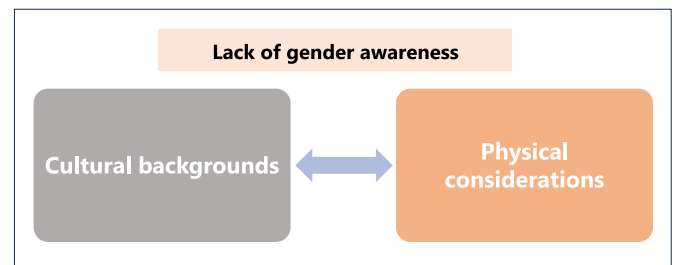 Lack of gender awareness
Cultural backgrounds
Physical
considerations